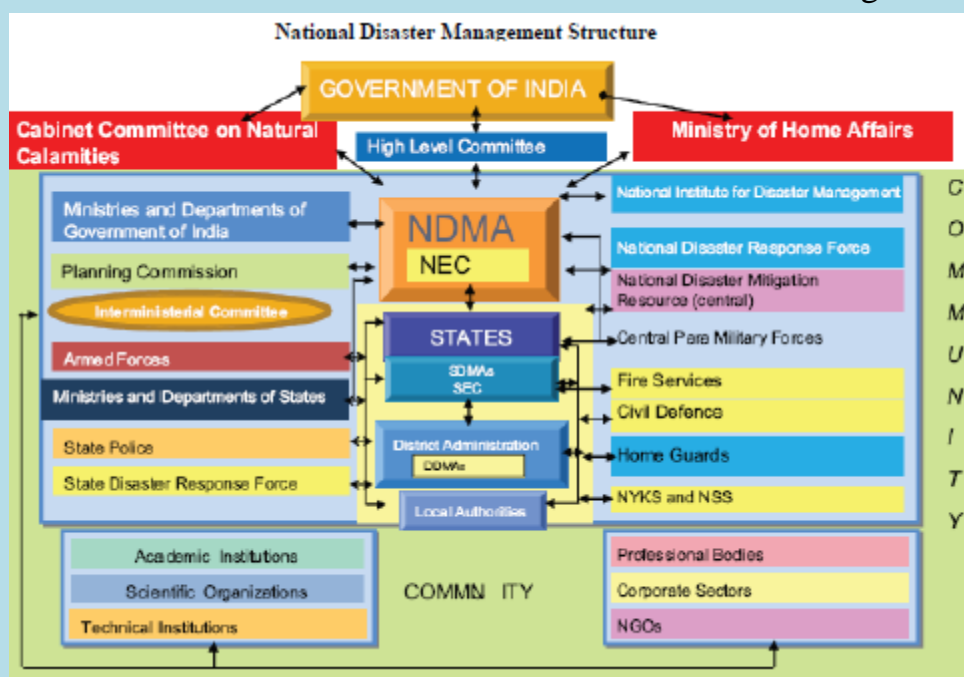 National Disaster Management Structure
GOVERNMENT OF INDIA
Cabinet Committee on Natural
Calamities
High Level Committee
Ministry of Home Affairs
Ministries and Departments of
Government of India
Planning Commission
Interministerial Committee
Armed Forces
Ministries and Departments of States
State Police
State Disaster Response Force
NDMA
NEC
STATES
SDMAs
SEC
District Administration
DDMAs
Local Authorities
National Institute for Disaster Management
National Disaster Response Force
National Disaster Mitigation
Resource (central)
Central Para Military Forces
Fire Services
Civil Defence
Home Guards
NYKS and NSS
C
O
M
M
U
N
I
T
Y
Academic Institutions
Scientific Organizations
Technical Institutions
COMMN ITY
Professional Bodies
Corporate Sectors
NGOs